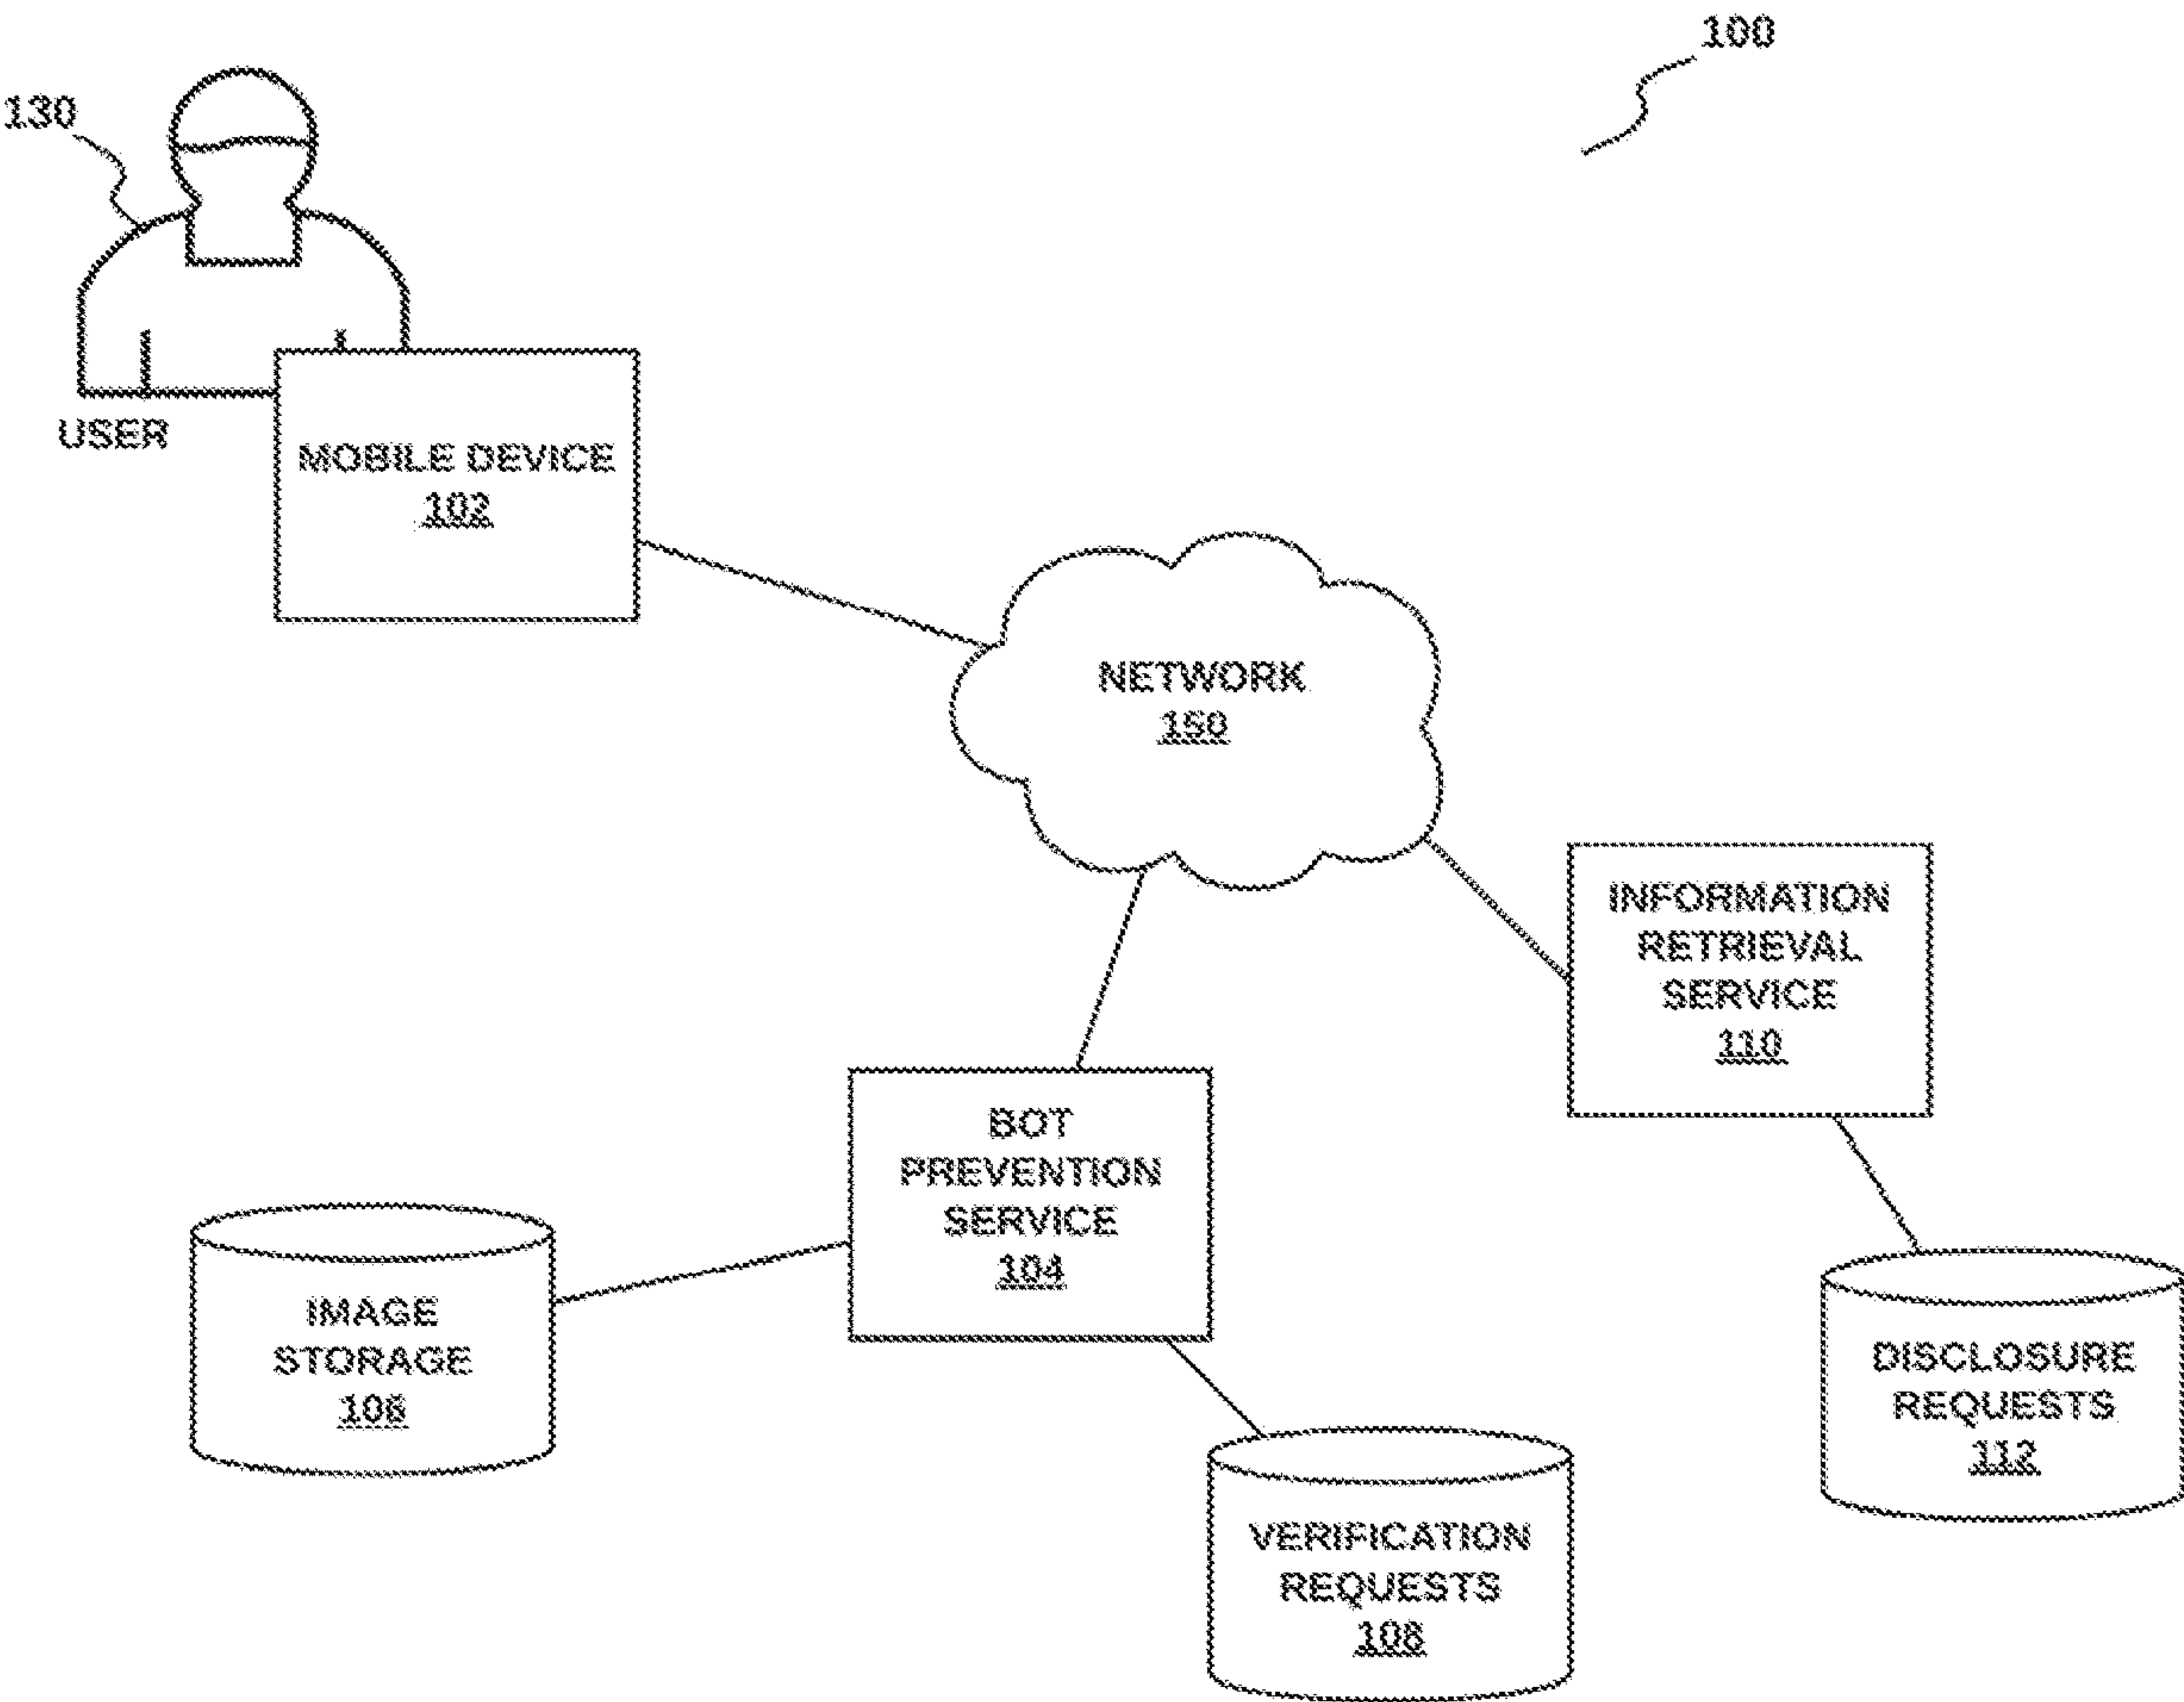 100
130
USER
MOBILE DEVICE
102
NETWORK
150
INFORMATION
RETRIEVAL
SERVICE
110
BOT
PREVENTION
SERVICE
104
IMAGE
STORAGE
106
DISCLOSURE
REQUESTS
112
VERIFICATION
REQUESTS
108